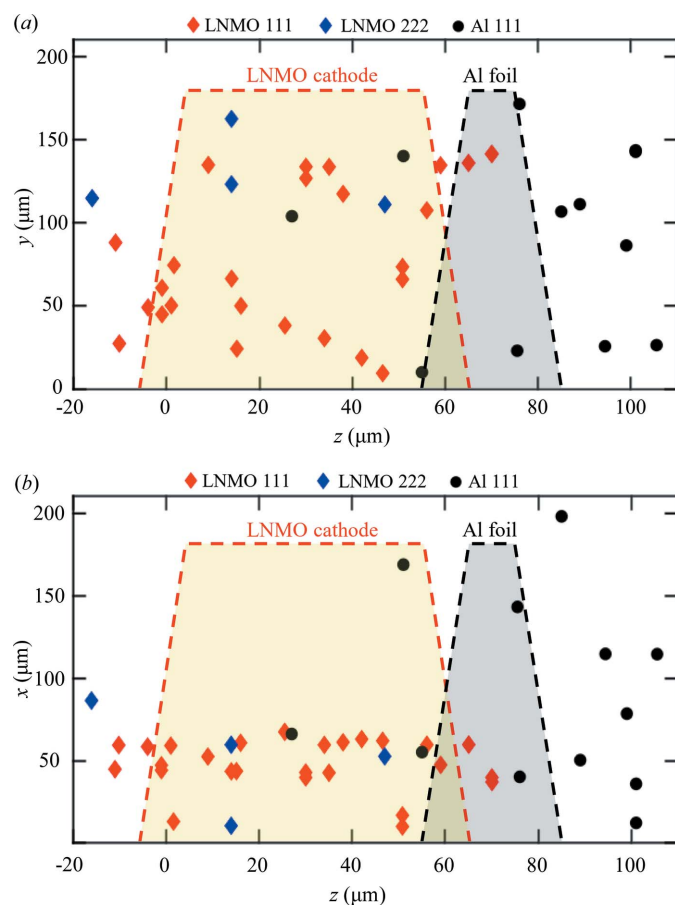 (a) LNMO 111 LNMO 222 Al 111
LNMO cathode Al foil
200
150
100
50
0
y (μm)
-20 0 20 40 60 80 100
z (μm)
(b) LNMO 111 LNMO 222 Al 111
LNMO cathode Al foil
200
150
100
50
0
x (μm)
-20 0 20 40 60 80 100
z (μm)